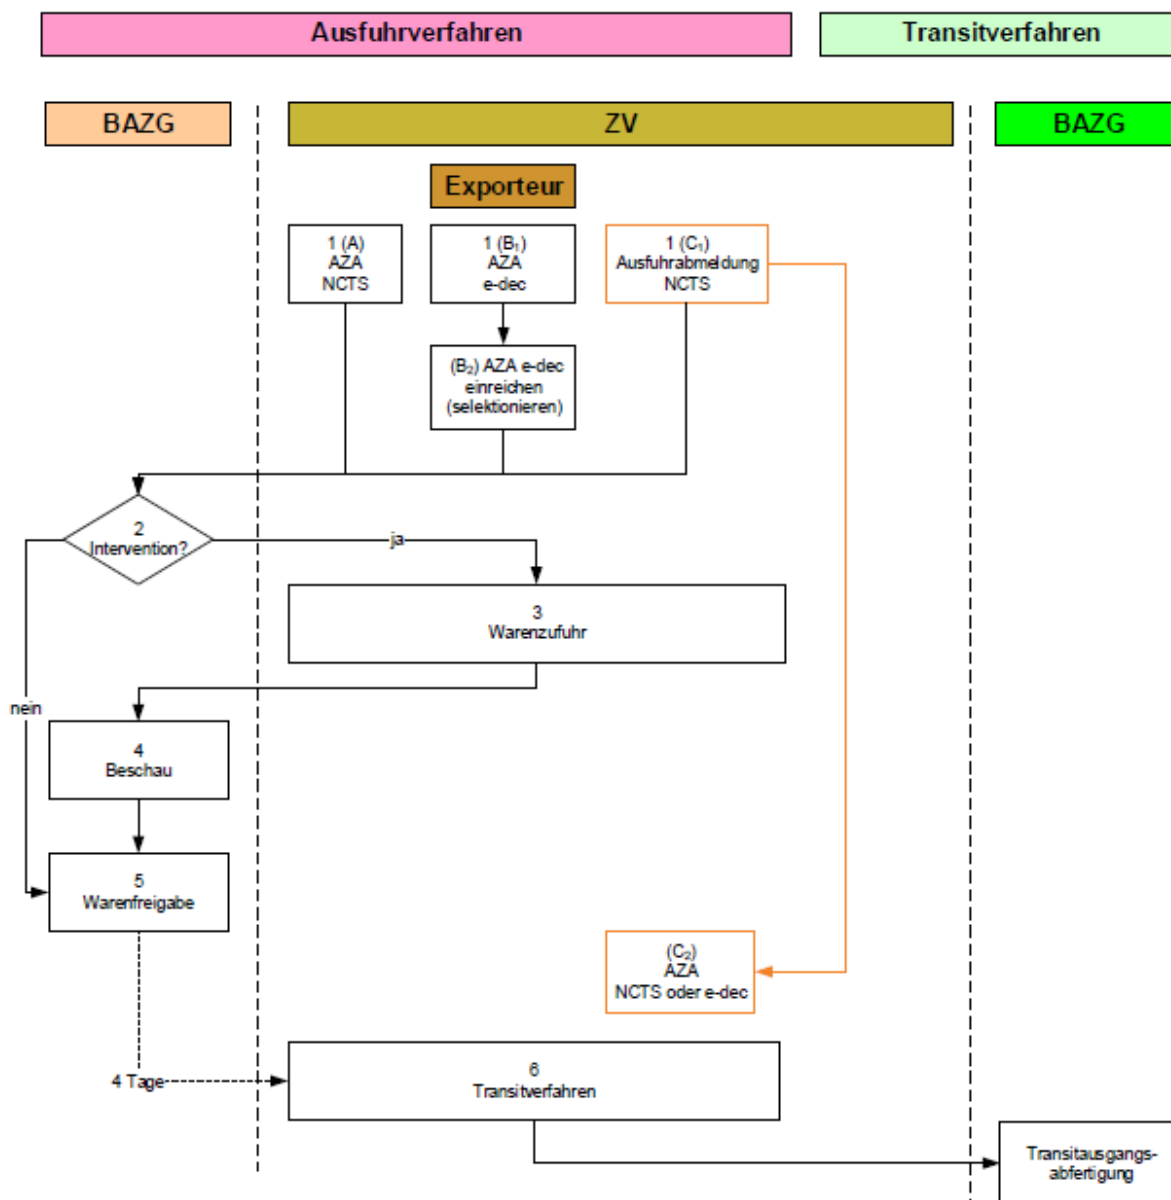 Ausfuhrverfahren
Transitverfahren
BAZG
ZV
BAZG
Exporteur
1 (A)
AZA
NCTS
1 (B₁)
AZA
e-dec
1 (C₁)
Ausfuhrabmeldung
NCTS
(B₂) AZA e-dec
einreichen
(selektionieren)
2
Intervention?
ja
3
Warenzufuhr
nein
4
Beschau
5
Warenfreigabe
(C₂)
AZA
NCTS oder e-dec
4 Tage
6
Transitverfahren
Transitausgangs-
abfertigung